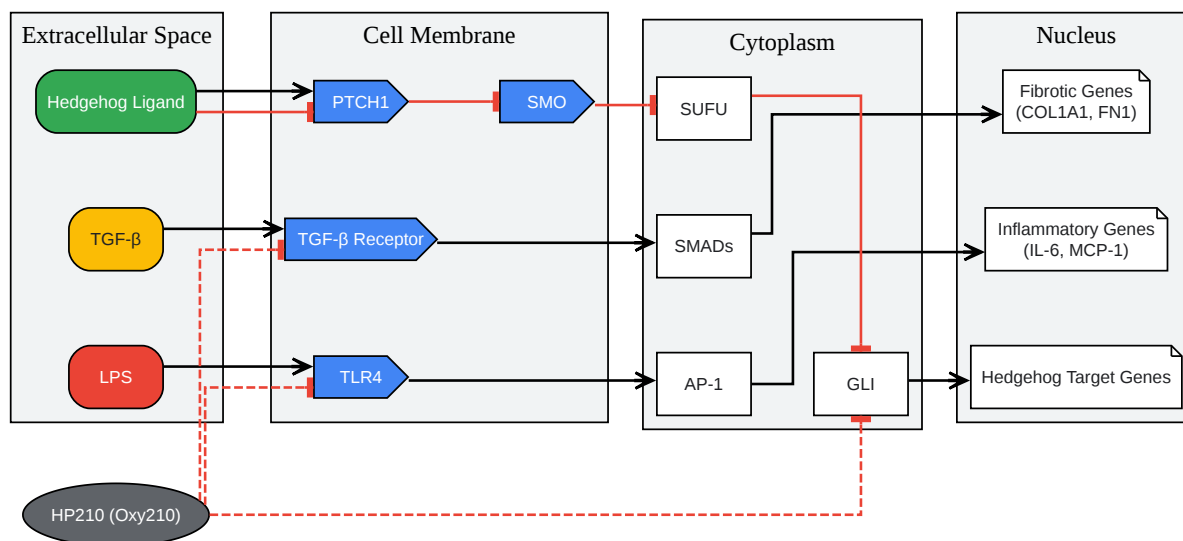 Extracellular Space
Cell Membrane
Cytoplasm
Nucleus
Hedgehog Ligand
PTCH1
SMO
SUFU
Fibrotic Genes
(COL1A1, FN1)
TGF-β
TGF-β Receptor
SMADs
Inflammatory Genes
(IL-6, MCP-1)
LPS
TLR4
AP-1
GLI
Hedgehog Target Genes
HP210 (Oxy210)